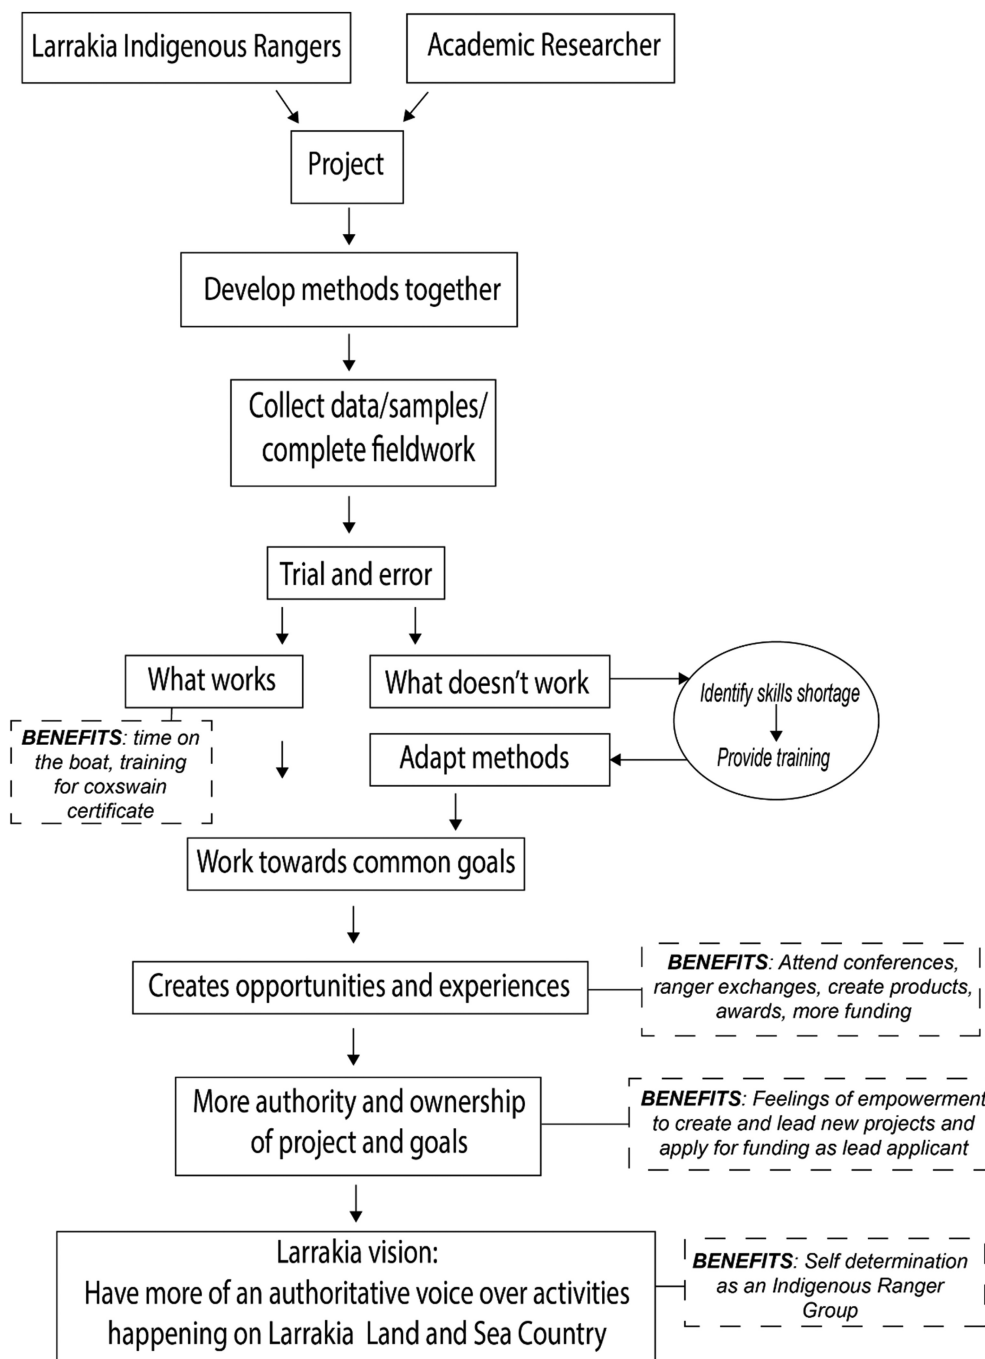 Larrakia Indigenous Rangers
Academic Researcher
Project
Develop methods together
Collect data/samples/
complete fieldwork
Trial and error
What works
What doesn't work
Identify skills shortage
Provide training
BENEFITS: time on
the boat, training
for coxswain
certificate
Adapt methods
Work towards common goals
Creates opportunities and experiences
BENEFITS: Attend conferences,
ranger exchanges, create products,
awards, more funding
More authority and ownership
of project and goals
BENEFITS: Feelings of empowerment
to create and lead new projects and
apply for funding as lead applicant
Larrakia vision:
Have more of an authoritative voice over activities
happening on Larrakia Land and Sea Country
BENEFITS: Self determination
as an Indigenous Ranger
Group